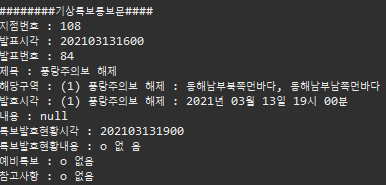 ########기상특보통보문####
지점번호 : 108
발표시각 : 202103131600
발표번호 : 84
제목 : 풍랑주의보 해제
해당구역 : (1) 풍랑주의보 해제 : 동해남부북쪽먼바다, 동해남부남쪽먼바다
발효시각 : (1) 풍랑주의보 해제 : 2021년 03월 13일 19시 00분
내용 : null
특보발효현황시각 : 202103131900
특보발효현황내용 : o 없 음
예비특보 : o 없음
참고사항 : o 없음